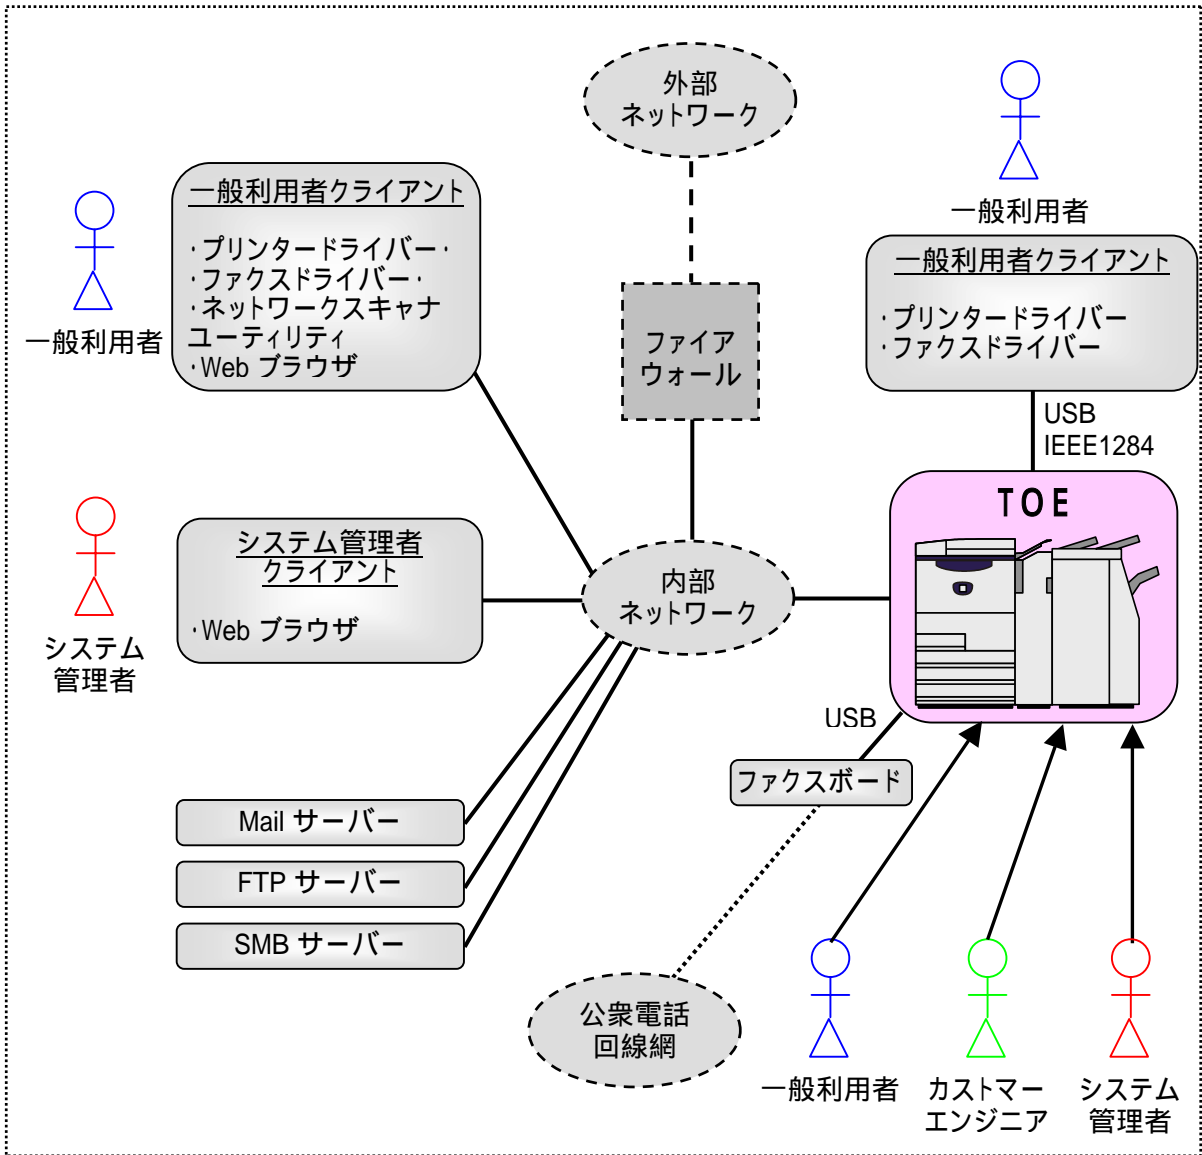 外部
ネットワーク
一般利用者
一般利用者クライアント
・プリンタードライバー・
・ファクスドライバー・
・ネットワークスキャナ
ユーティリティ
・Web ブラウザ
一般利用者
一般利用者クライアント
・プリンタードライバー
・ファクスドライバー
ファイア
ウォール
USB
IEEE1284
TOE
システム管理者
クライアント
・Web ブラウザ
システム
管理者
内部
ネットワーク
USB
ファクスボード
Mail サーバー
FTP サーバー
SMB サーバー
公衆電話
回線網
一般利用者
カストマー
エンジニア
システム
管理者